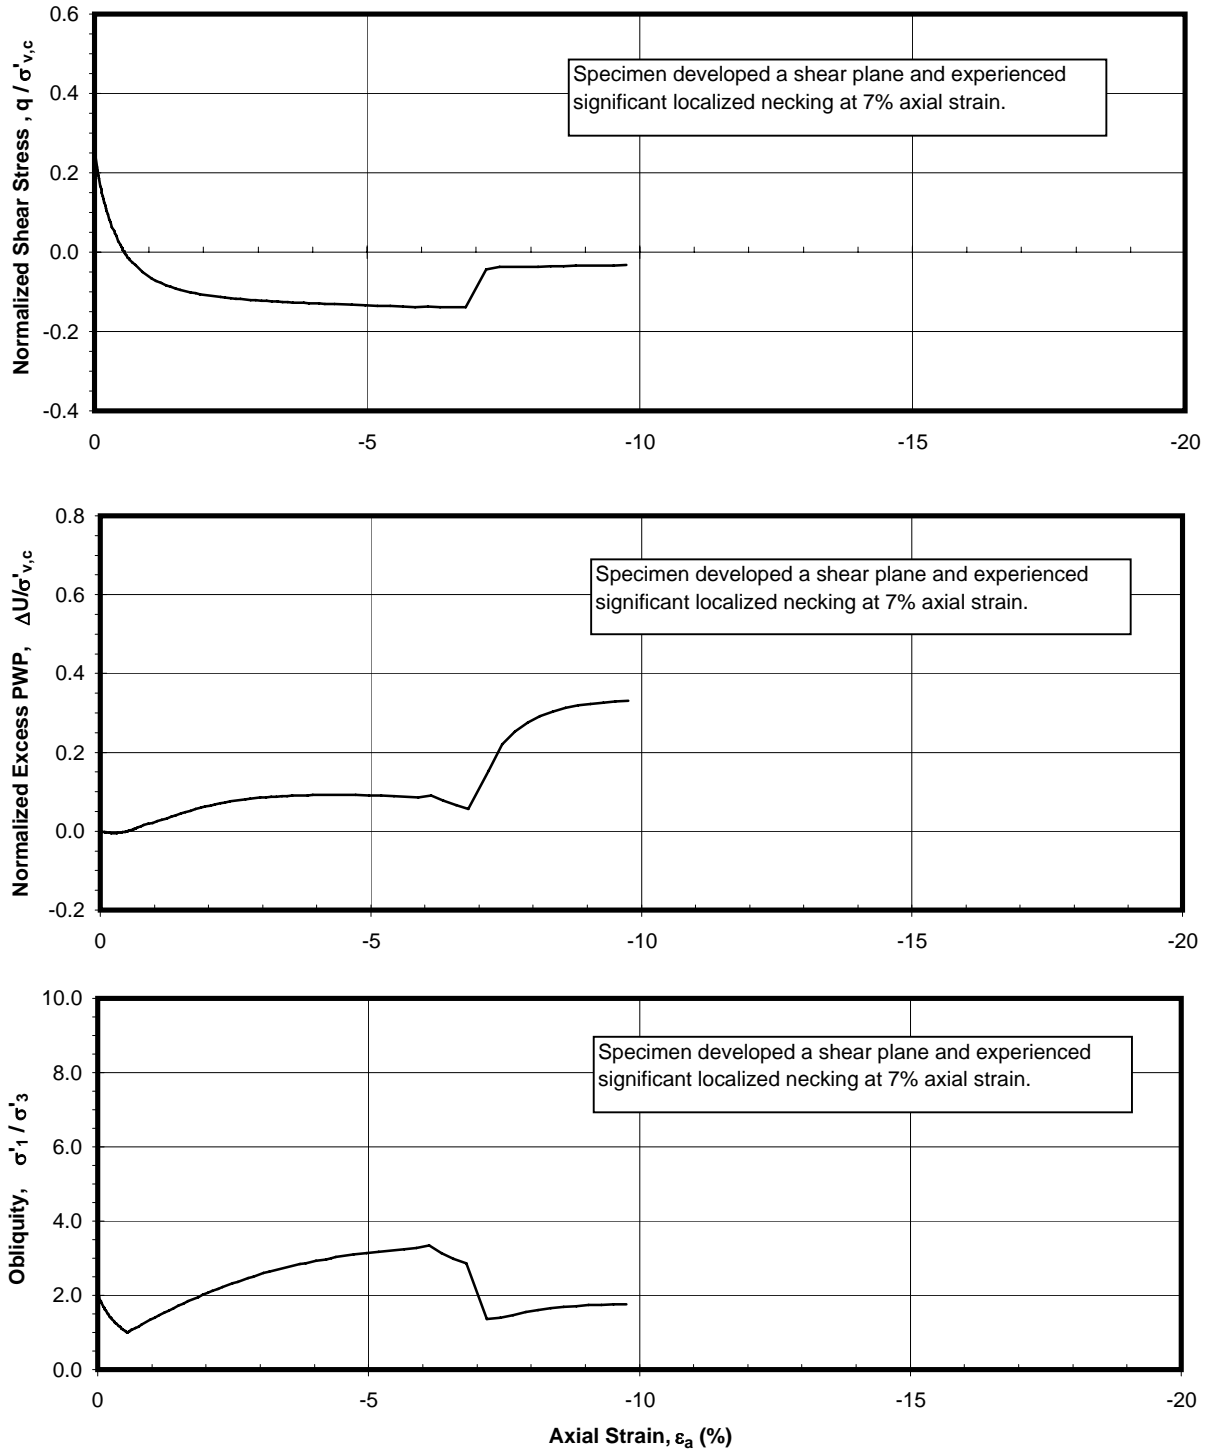 Normalized Shear Stress , q / σ'v,c
0.6
0.4
0.2
0.0
-0.2
-0.4
Specimen developed a shear plane and experienced
significant localized necking at 7% axial strain.
0 -5 -10 -15 -20
Normalized Excess PWP, ΔU/σ'v,c
0.8
0.6
0.4
0.2
0.0
-0.2
Specimen developed a shear plane and experienced
significant localized necking at 7% axial strain.
0 -5 -10 -15 -20
Obliquity, σ'1 / σ'3
10.0
8.0
6.0
4.0
2.0
0.0
Specimen developed a shear plane and experienced
significant localized necking at 7% axial strain.
0 -5 -10 -15 -20
Axial Strain, εa (%)